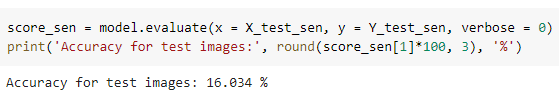 score_sen = model.evaluate(x = X_test_sen, y = Y_test_sen, verbose = 0)
print('Accuracy for test images:', round(score_sen[1]*100, 3), '%')
Accuracy for test images: 16.034 %